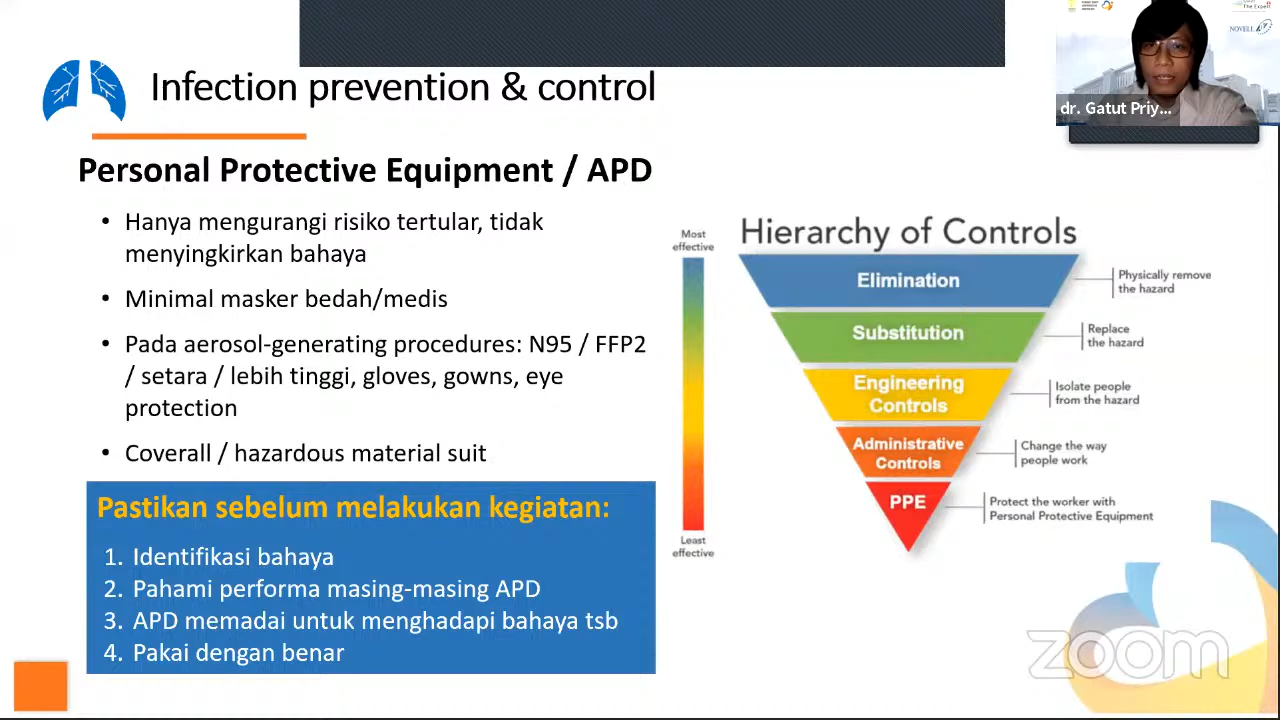 Infection prevention & control
Personal Protective Equipment / APD
• Hanya mengurangi risiko tertular, tidak
menyingkirkan bahaya
• Minimal masker bedah/medis
• Pada aerosol-generating procedures: N95 / FFP2
/ setara / lebih tinggi, gloves, gowns, eye
protection
• Coverall / hazardous material suit
Pastikan sebelum melakukan kegiatan:
1. Identifikasi bahaya
2. Pahami performa masing-masing APD
3. APD memadai untuk menghadapi bahaya tsb
4. Pakai dengan benar
Hierarchy of Controls
Most
effective
Least
effective
Elimination
Physically remove
the hazard
Substitution
Replace
the hazard
Engineering
Controls
Isolate people
from the hazard
Administrative
Controls
Change the way
people work
PPE
Protect the worker with
Personal Protective Equipment
The Expert
NOVELL
dr. Gatut Priy...
zoom